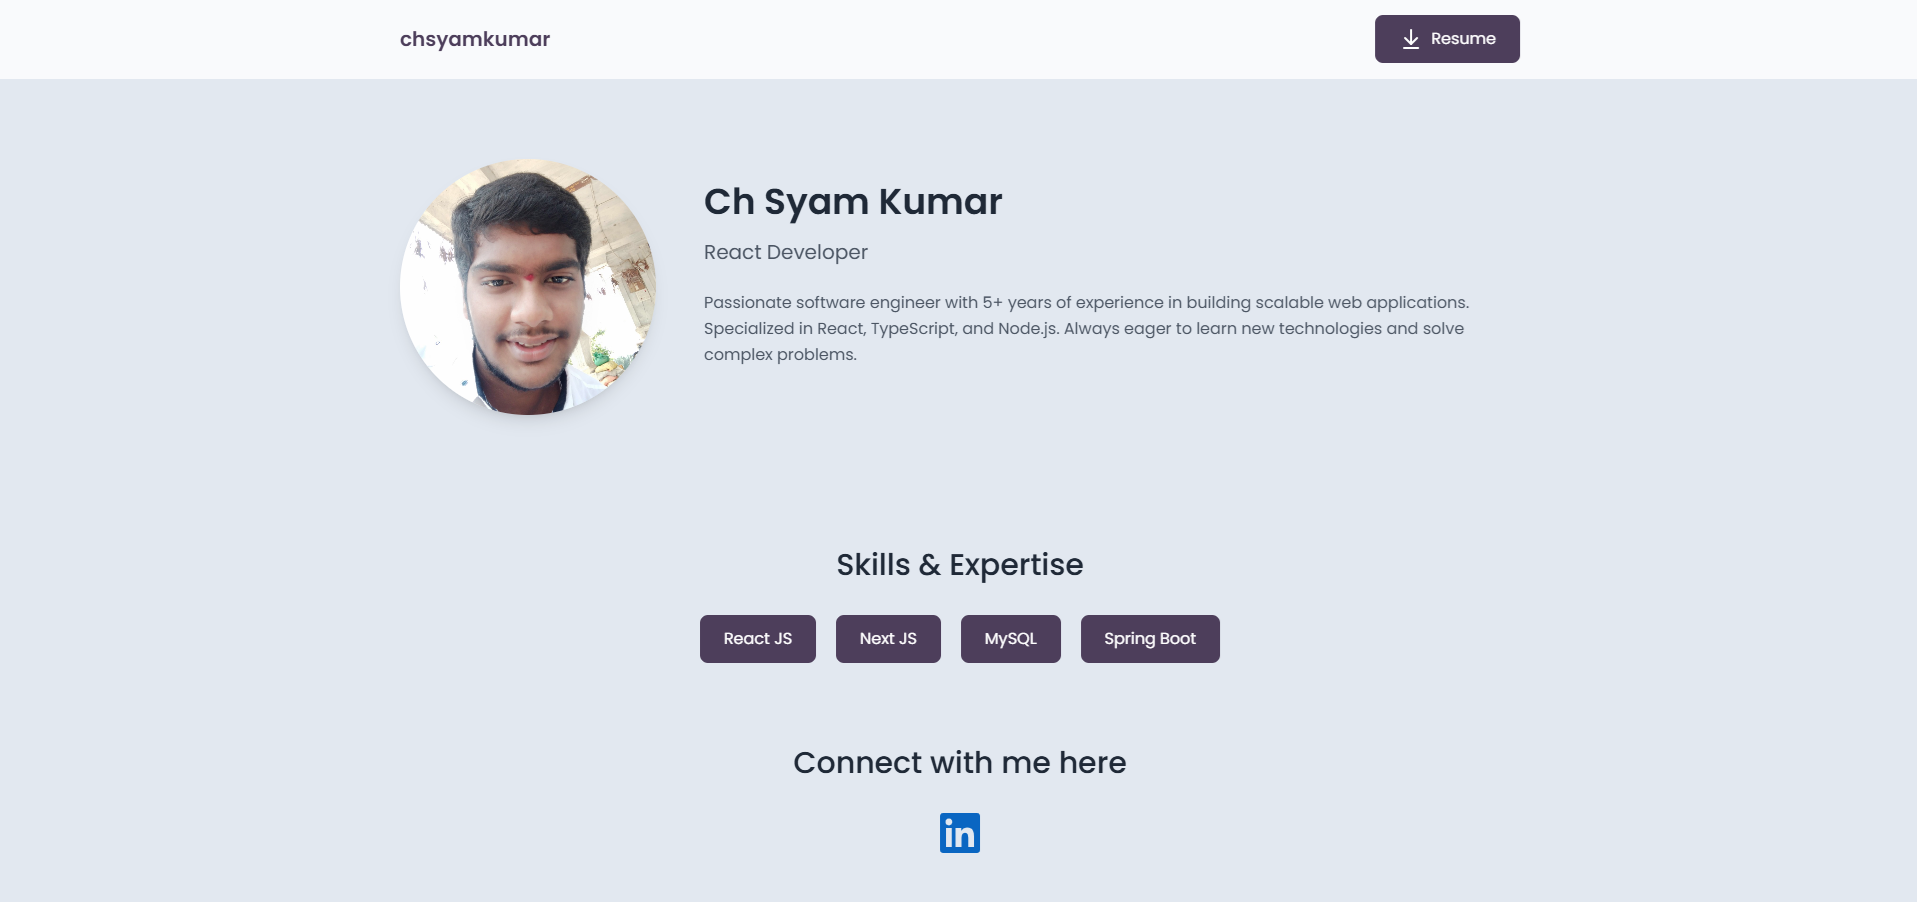 chsyamkumar
Resume
Ch Syam Kumar
React Developer
Passionate software engineer with 5+ years of experience in building scalable web applications.
Specialized in React, TypeScript, and Node.js. Always eager to learn new technologies and solve
complex problems.
Skills & Expertise
React JS Next JS MySQL Spring Boot
Connect with me here
in